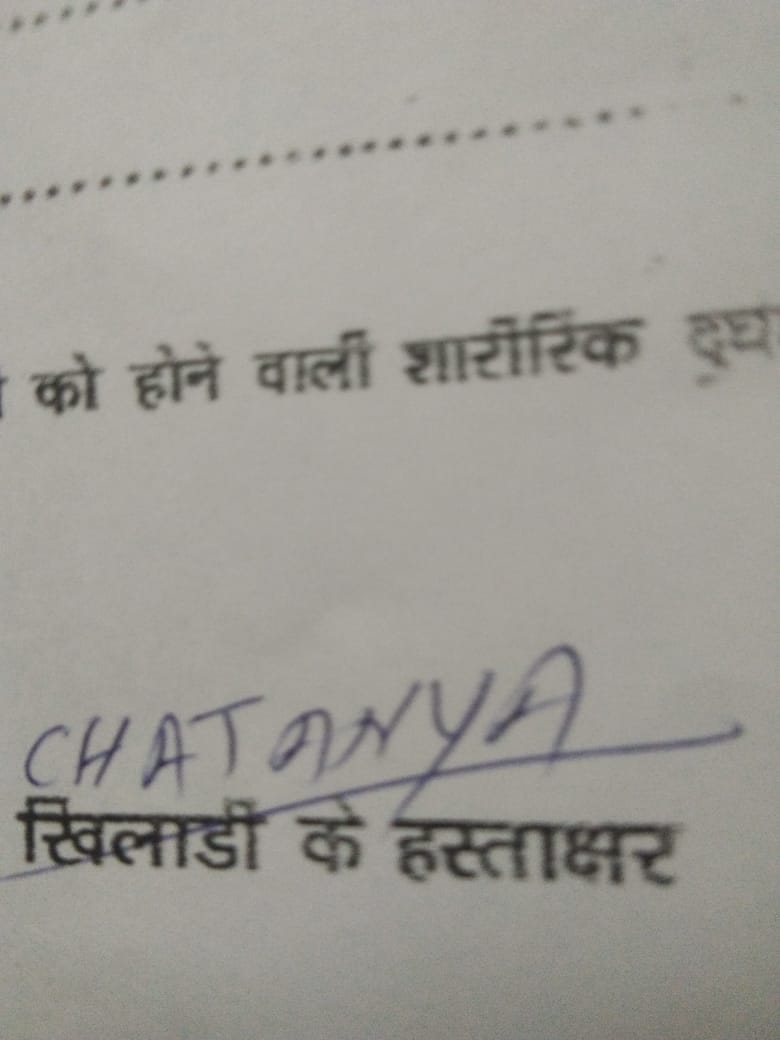 को होने वाली शारीरिक
CHATANYA
खिलाडी के हस्ताक्षर